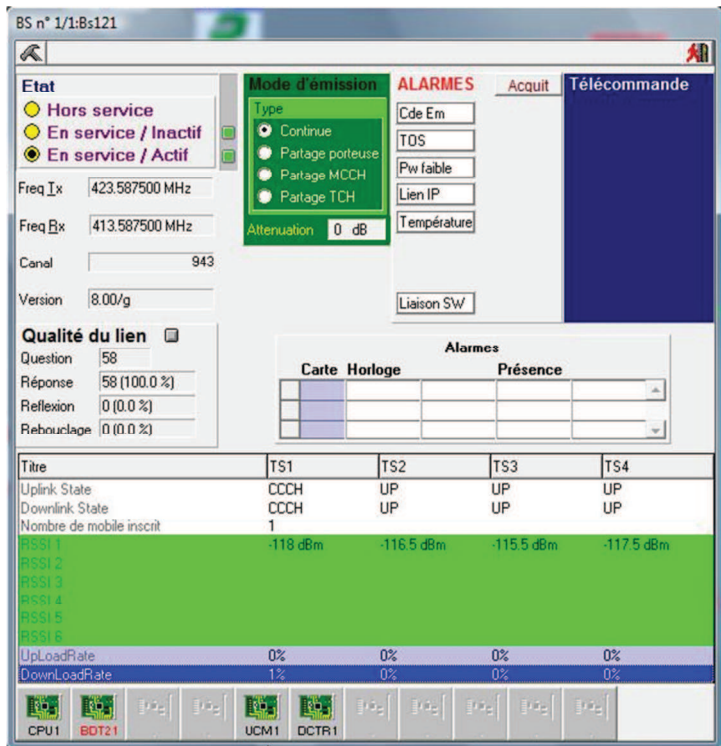 BS n° 1/1:Bs121
Etat
Hors service
En service / Inactif
En service / Actif
Freq Tx 423.587500 MHz
Freq Rx 413.587500 MHz
Canal 943
Version 8.00/g
Mode d'émission
Type
Continue
Partage porteuse
Partage MCCH
Partage TCH
Attenuation 0 dB
ALARMES Acquit
Cde Em
TOS
Pw faible
Lien IP
Température
Liaison SW
Télécommande
Qualité du lien
Question 58
Réponse 58 (100.0 %)
Reflexion 0 (0.0 %)
Rebouclage 0 (0.0 %)
Alarmes
Carte Horloge Présence
Titre TS1 TS2 TS3 TS4
Uplink State CCCH UP UP UP
Downlink State CCCH UP UP UP
Nombre de mobile inscrit 1
RSSI 1 -118 dBm -116.5 dBm -115.5 dBm -117.5 dBm
RSSI 2
RSSI 3
RSSI 4
RSSI 5
RSSI 6
UpLoadRate 0% 0% 0% 0%
DownLoadRate 1% 0% 0% 0%
CPU1 BDT21 UCM1 DCTR1